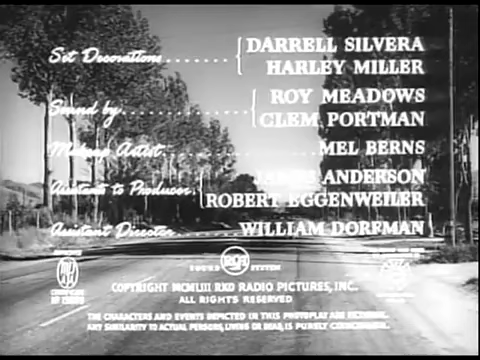 Set Decorations....... DARRELL SILVERA
HARLEY MILLER
Sound by............. ROY MEADOWS
CLEM PORTMAN
Makeup Artist......... MEL BERNS
Assistants to Producer.. ANDERSON
ROBERT EGGENWEILER
Assistant Director WILLIAM DORFMAN
SOUND RCA SYSTEM
COPYRIGHT MCMLIII RKO RADIO PICTURES, INC.
ALL RIGHTS RESERVED
THE CHARACTERS AND EVENTS DEPICTED IN THIS PHOTOPLAY ARE FICTIONAL.
ANY SIMILARITY TO ACTUAL PERSONS, LIVING OR DEAD, IS PURELY COINCIDENTAL.